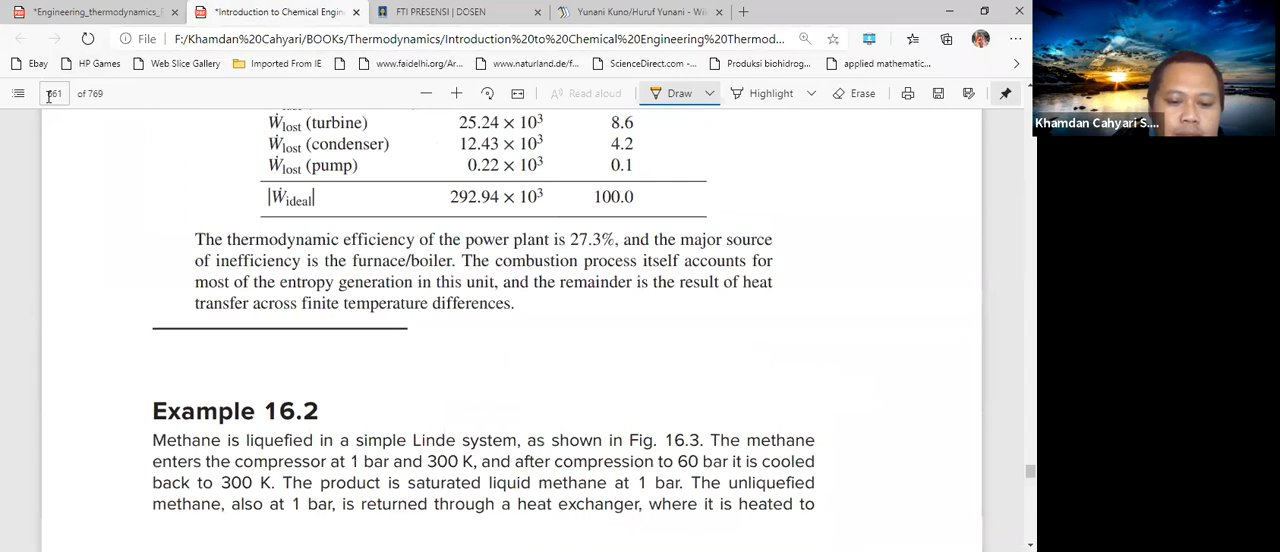 *Engineering_thermodynamics_
*Introduction to Chemical Engin
FTI PRESENSI | DOSEN
Yunani Kuno/Huruf Yunani - Wi
File
F:/Khamdan%20Cahyari/BOOKs/Thermodynamics/Introduction%20to%20Chemical%20Engineering%20Thermod...
Ebay
HP Games
Web Slice Gallery
Imported From IE
www.faidelhi.org/Ar...
www.naturland.de/f...
ScienceDirect.com -...
Produksi biohidrog...
applied mathematic...
661
of 769
Read aloud
Draw
Highlight
Erase
Ẇlost (turbine) 25.24 × 10³ 8.6
Ẇlost (condenser) 12.43 × 10³ 4.2
Ẇlost (pump) 0.22 × 10³ 0.1
|Ẇideal| 292.94 × 10³ 100.0
The thermodynamic efficiency of the power plant is 27.3%, and the major source
of inefficiency is the furnace/boiler. The combustion process itself accounts for
most of the entropy generation in this unit, and the remainder is the result of heat
transfer across finite temperature differences.
Example 16.2
Methane is liquefied in a simple Linde system, as shown in Fig. 16.3. The methane
enters the compressor at 1 bar and 300 K, and after compression to 60 bar it is cooled
back to 300 K. The product is saturated liquid methane at 1 bar. The unliquefied
methane, also at 1 bar, is returned through a heat exchanger, where it is heated to
Khamdan Cahyari S....